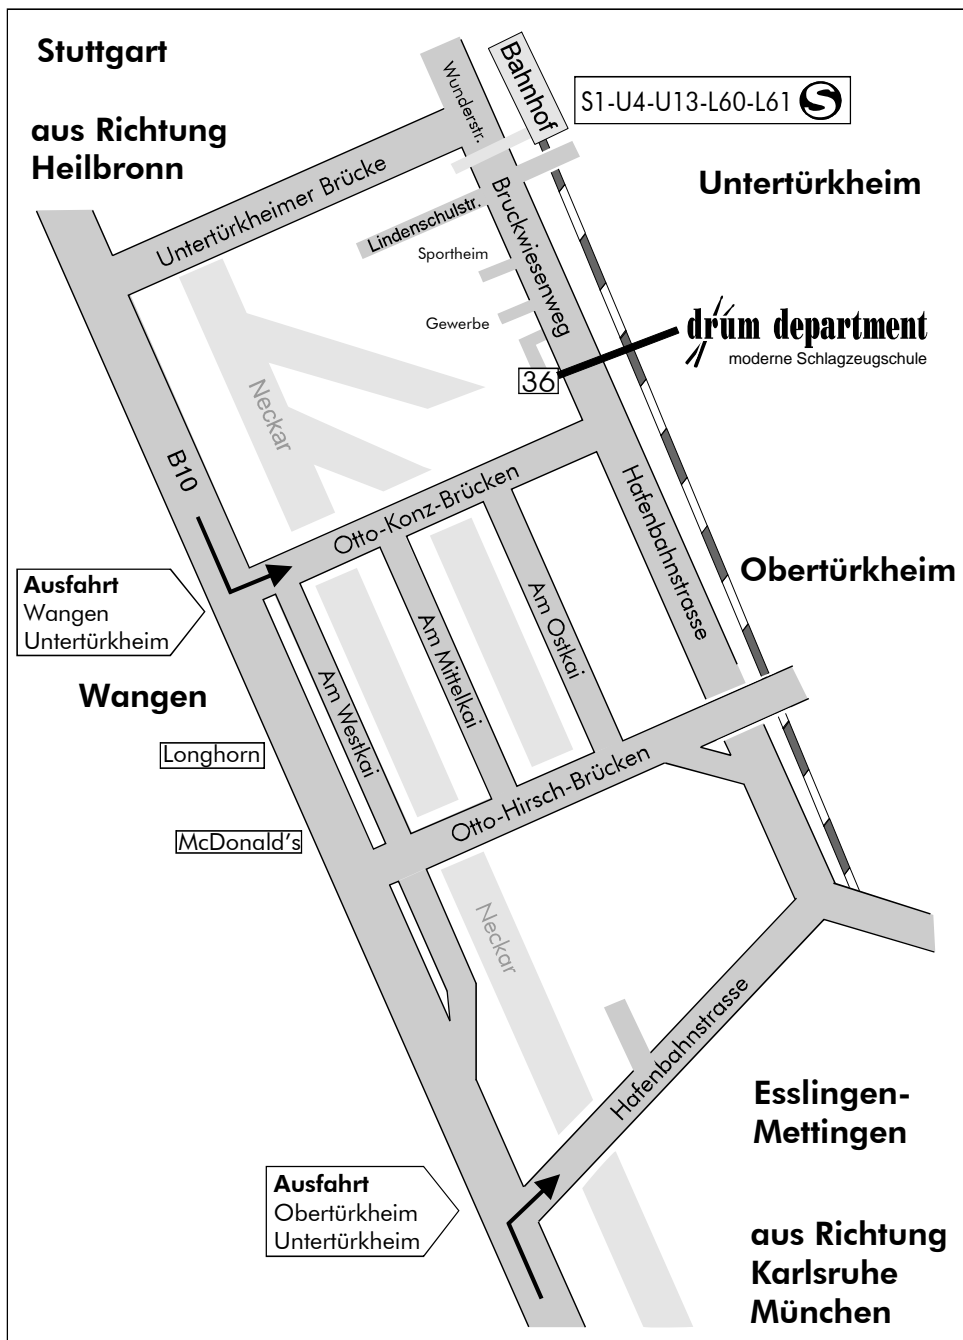 Stuttgart
aus Richtung
Heilbronn
Wunderstr.
Bahnhof
S1-U4-U13-L60-L61 S
Untertürkheim
Untertürkheimer Brücke
Lindenschulstr.
Bruckwiesenweg
Sportheim
Gewerbe
drum department
moderne Schlagzeugschule
36
Neckar
B10
Otto-Konz-Brücken
Hafenbahnstrasse
Obertürkheim
Ausfahrt
Wangen
Untertürkheim
Wangen
Am Westkai
Am Mittelkai
Am Ostkai
Longhorn
McDonald's
Otto-Hirsch-Brücken
Neckar
Hafenbahnstrasse
Esslingen-
Mettingen
Ausfahrt
Obertürkheim
Untertürkheim
aus Richtung
Karlsruhe
München